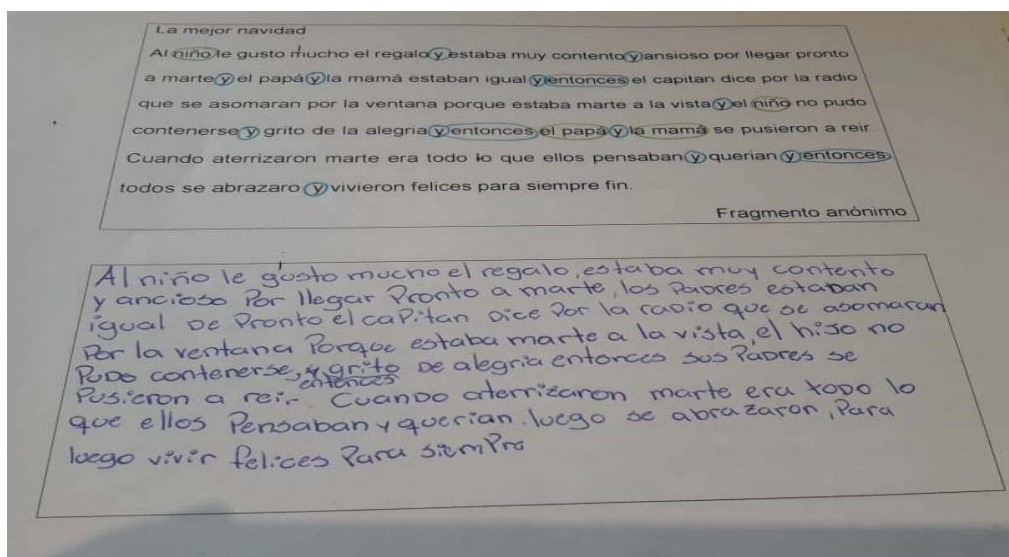 La mejor navidad
Al niño le gusto mucho el regalo y estaba muy contento y ansioso por llegar pronto
a marte y el papá y la mamá estaban igual y entonces el capitan dice por la radio
que se asomaran por la ventana porque estaba marte a la vista y el niño no pudo
contenerse y grito de la alegria y entonces el papá y la mamá se pusieron a reir.
Cuando aterrizaron marte era todo lo que ellos pensaban y querian y entonces
todos se abrazaro y vivieron felices para siempre fin.
Fragmento anónimo
Al niño le gusto mucho el regalo, estaba muy contento
y ancioso Por llegar Pronto a marte, los Padres estaban
igual De Pronto el capitan Dice Por la radio que se asomaran
Por la ventana Porque estaba marte a la vista, el hijo no
Pudo contenerse, y grito De alegria entonces sus Padres se
entonces
Pusieron a reir. Cuando aterrizaron marte era todo lo
que ellos Pensaban y querian. luego se abrazaron, Para
luego vivir felices Para siempre